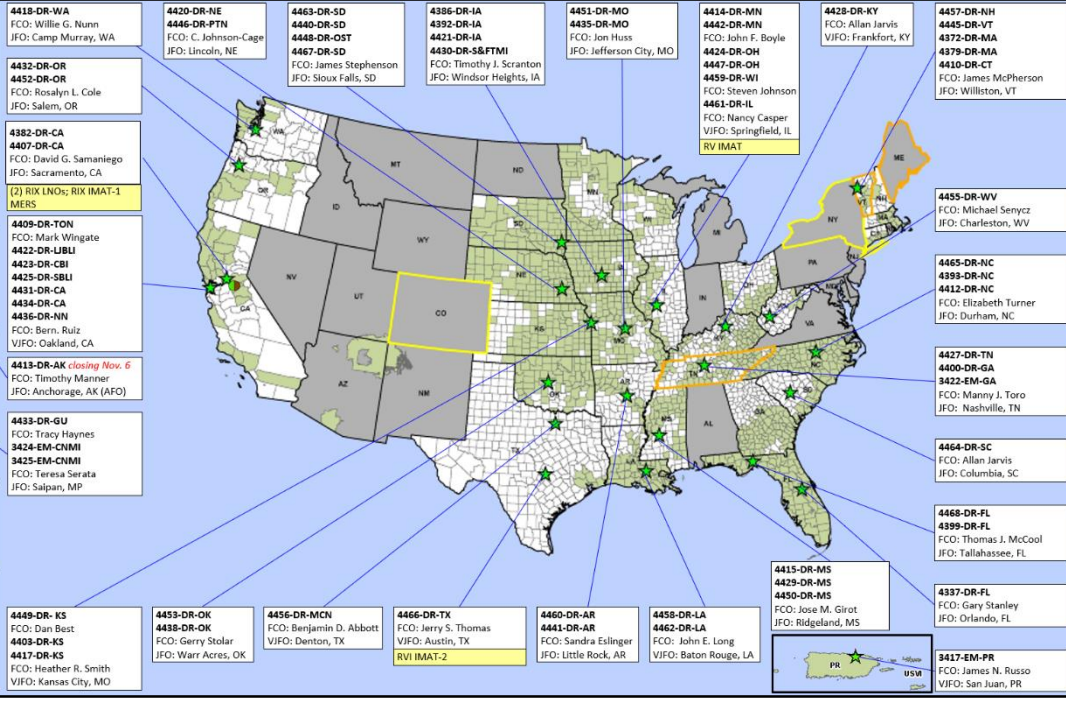 4418-DR-WA
FCO: Willie G. Nunn
JFO: Camp Murray, WA
4420-DR-NE
4446-DR-PTN
FCO: C. Johnson-Cage
JFO: Lincoln, NE
4463-DR-SD
4440-DR-SD
4448-DR-OST
4467-DR-SD
FCO: James Stephenson
JFO: Sioux Falls, SD
4386-DR-IA
4392-DR-IA
4421-DR-IA
4430-DR-S&FTMI
FCO: Timothy J. Scranton
JFO: Windsor Heights, IA
4451-DR-MO
4435-DR-MO
FCO: Jon Huss
JFO: Jefferson City, MO
4414-DR-MN
4442-DR-MN
FCO: John F. Boyle
4424-DR-OH
4447-DR-OH
4459-DR-WI
FCO: Steven Johnson
4461-DR-IL
FCO: Nancy Casper
VJFO: Springfield, IL
RV IMAT
4428-DR-KY
FCO: Allan Jarvis
VJFO: Frankfort, KY
4457-DR-NH
4445-DR-VT
4372-DR-MA
4379-DR-MA
4410-DR-CT
FCO: James McPherson
JFO: Williston, VT
4432-DR-OR
4452-DR-OR
FCO: Rosalyn L. Cole
JFO: Salem, OR
4382-DR-CA
4407-DR-CA
FCO: David G. Samaniego
JFO: Sacramento, CA
(2) RIX LNOs; RIX IMAT-1
MERS
4409-DR-TON
FCO: Mark Wingate
4422-DR-LJBLI
4423-DR-CBI
4425-DR-SBLI
4431-DR-CA
4434-DR-CA
4436-DR-NN
FCO: Bern. Ruiz
VJFO: Oakland, CA
4413-DR-AK closing Nov. 6
FCO: Timothy Manner
JFO: Anchorage, AK (AFO)
4433-DR-GU
FCO: Tracy Haynes
3424-EM-CNMI
3425-EM-CNMI
FCO: Teresa Serata
JFO: Saipan, MP
4455-DR-WV
FCO: Michael Senycz
JFO: Charleston, WV
4465-DR-NC
4393-DR-NC
4412-DR-NC
FCO: Elizabeth Turner
JFO: Durham, NC
4427-DR-TN
4400-DR-GA
3422-EM-GA
FCO: Manny J. Toro
JFO: Nashville, TN
4464-DR-SC
FCO: Allan Jarvis
JFO: Columbia, SC
4468-DR-FL
4399-DR-FL
FCO: Thomas J. McCool
JFO: Tallahassee, FL
4337-DR-FL
FCO: Gary Stanley
JFO: Orlando, FL
3417-EM-PR
FCO: James N. Russo
VJFO: San Juan, PR
4415-DR-MS
4429-DR-MS
4450-DR-MS
FCO: Jose M. Girot
JFO: Ridgeland, MS
4449-DR- KS
FCO: Dan Best
4403-DR-KS
4417-DR-KS
FCO: Heather R. Smith
VJFO: Kansas City, MO
4453-DR-OK
4438-DR-OK
FCO: Gerry Stolar
JFO: Warr Acres, OK
4456-DR-MCN
FCO: Benjamin D. Abbott
VJFO: Denton, TX
4466-DR-TX
FCO: Jerry S. Thomas
VJFO: Austin, TX
RVI IMAT-2
4460-DR-AR
4441-DR-AR
FCO: Sandra Eslinger
JFO: Little Rock, AR
4458-DR-LA
4462-DR-LA
FCO: John E. Long
VJFO: Baton Rouge, LA
WA
MT
ND
MN
OR
ID
SD
WI
MI
NY
VT
NH
ME
MA
CT
WY
IA
PA
NJ
NV
UT
CO
NE
KS
MO
IN
OH
WV
VA
KY
CA
AZ
NM
OK
AR
TN
NC
SC
TX
LA
MS
AL
GA
PR
USVI